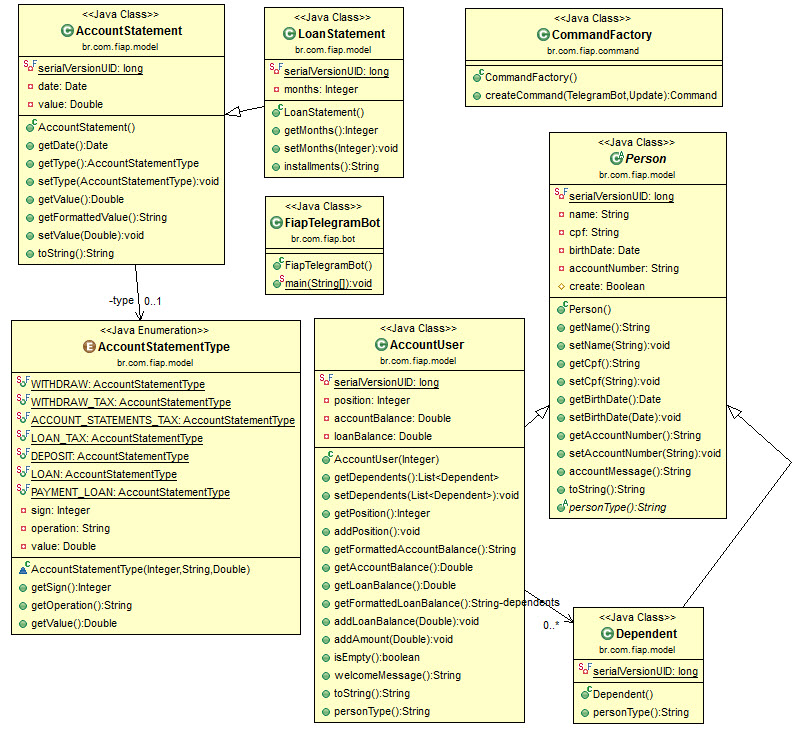 <<Java Class>>
AccountStatement
br.com.fiap.model
serialVersionUID: long
date: Date
value: Double
AccountStatement()
getDate():Date
getType():AccountStatementType
setType(AccountStatementType):void
getValue():Double
getFormattedValue():String
setValue(Double):void
toString():String
<<Java Class>>
LoanStatement
br.com.fiap.model
serialVersionUID: long
months: Integer
LoanStatement()
getMonths():Integer
setMonths(Integer):void
installments():String
<<Java Class>>
CommandFactory
br.com.fiap.command
CommandFactory()
createCommand(TelegramBot,Update):Command
<<Java Class>>
FiapTelegramBot
br.com.fiap.bot
FiapTelegramBot()
main(String[]):void
<<Java Class>>
Person
br.com.fiap.model
serialVersionUID: long
name: String
cpf: String
birthDate: Date
accountNumber: String
create: Boolean
Person()
getName():String
setName(String):void
getCpf():String
setCpf(String):void
getBirthDate():Date
setBirthDate(Date):void
getAccountNumber():String
setAccountNumber(String):void
accountMessage():String
toString():String
personType():String
-type 0..1
<<Java Enumeration>>
AccountStatementType
br.com.fiap.model
WITHDRAW: AccountStatementType
WITHDRAW_TAX: AccountStatementType
ACCOUNT_STATEMENTS_TAX: AccountStatementType
LOAN_TAX: AccountStatementType
DEPOSIT: AccountStatementType
LOAN: AccountStatementType
PAYMENT_LOAN: AccountStatementType
sign: Integer
operation: String
value: Double
AccountStatementType(Integer,String,Double)
getSign():Integer
getOperation():String
getValue():Double
<<Java Class>>
AccountUser
br.com.fiap.model
serialVersionUID: long
position: Integer
accountBalance: Double
loanBalance: Double
AccountUser(Integer)
getDependents():List<Dependent>
setDependents(List<Dependent>):void
getPosition():Integer
addPosition():void
getFormattedAccountBalance():String
getAccountBalance():Double
getLoanBalance():Double
getFormattedLoanBalance():String
addLoanBalance(Double):void
addAmount(Double):void
isEmpty():boolean
welcomeMessage():String
toString():String
personType():String
-dependents
0..*
<<Java Class>>
Dependent
br.com.fiap.model
serialVersionUID: long
Dependent()
personType():String